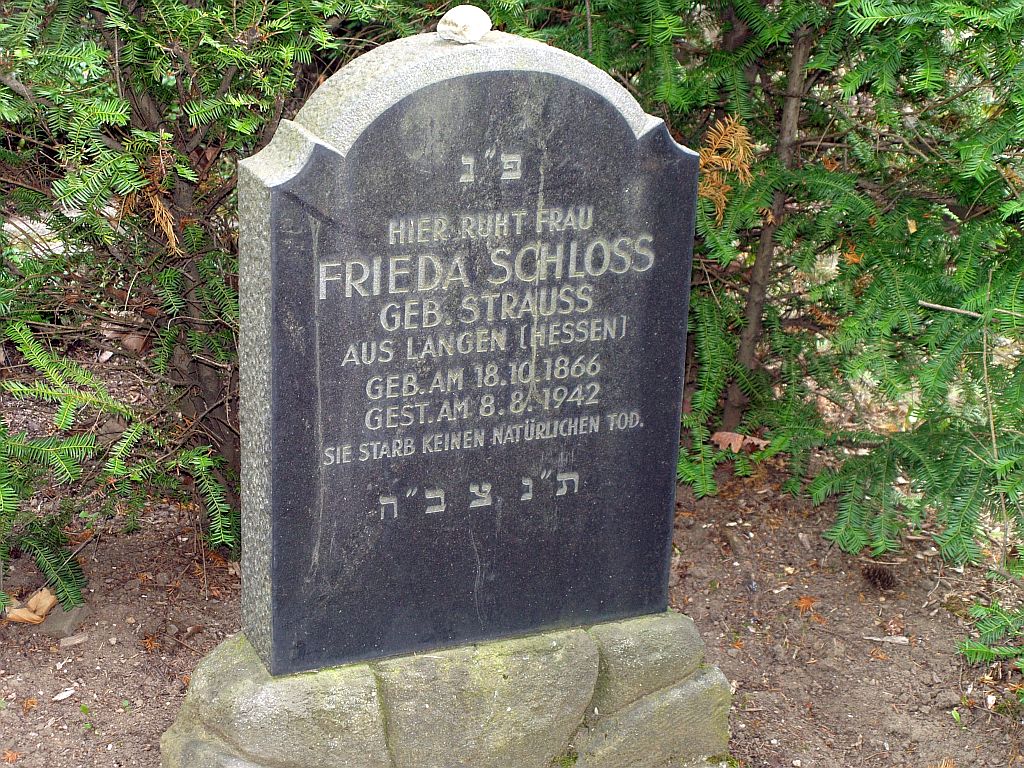 פ״נ
HIER RUHT FRAU
FRIEDA SCHLOSS
GEB. STRAUSS
AUS LANGEN [HESSEN]
GEB. AM 18.10.1866
GEST. AM 8.8.1942
SIE STARB KEINEN NATÜRLICHEN TOD.
ת״נ צ ב״ה